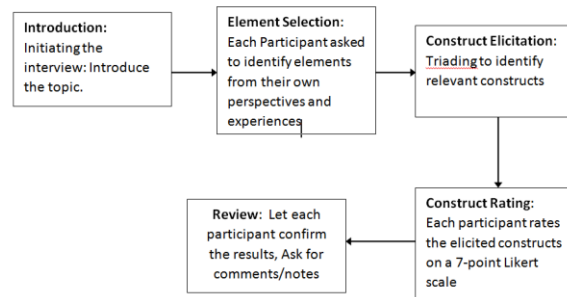 Introduction:
Initiating the
interview: Introduce
the topic.
Element Selection:
Each Participant asked
to identify elements
from their own
perspectives and
experiences
Construct Elicitation:
Triading to identify
relevant constructs
Construct Rating:
Each participant rates
the elicited constructs
on a 7-point Likert
scale
Review: Let each
participant confirm
the results, Ask for
comments/notes